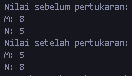 Nilai sebelum pertukaran:
M: 8
N: 5
Nilai setelah pertukaran:
M: 5
N: 8